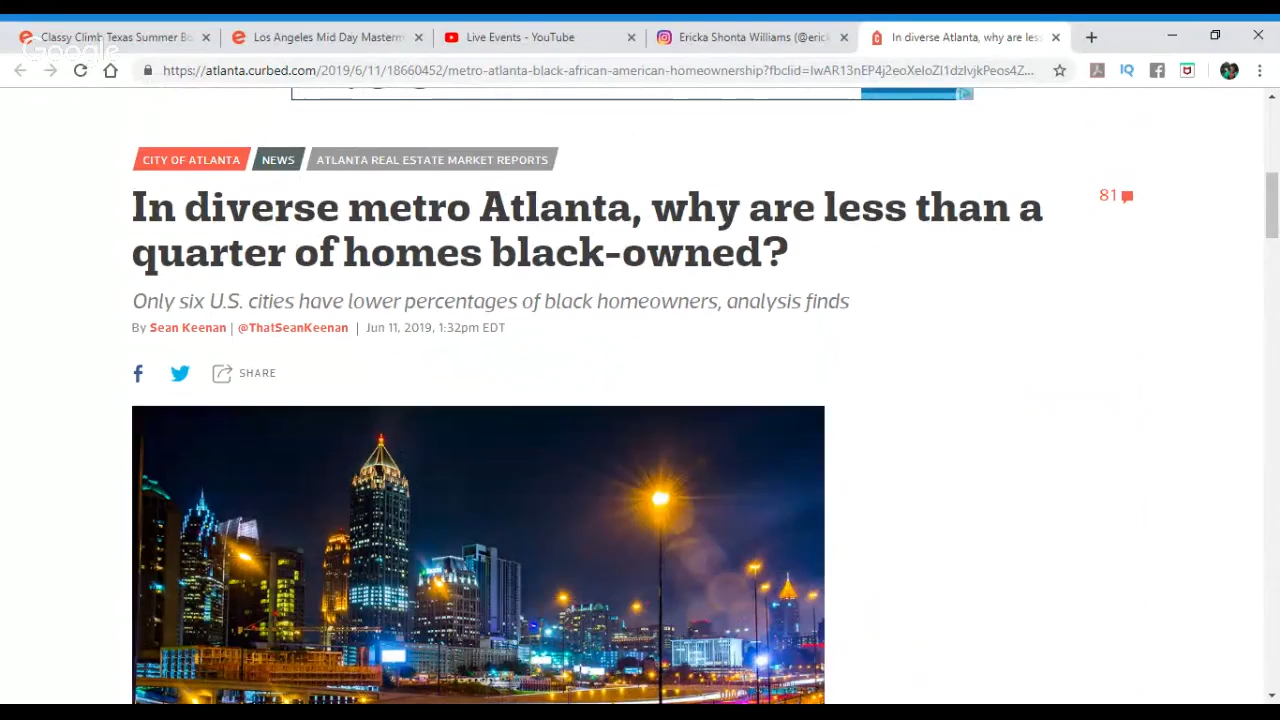 Classy Climb Texas Summer Bo
Los Angeles Mid Day Masterm
Live Events - YouTube
Ericka Shonta Williams (@erick
In diverse Atlanta, why are less
Google
https://atlanta.curbed.com/2019/6/11/18660452/metro-atlanta-black-african-american-homeownership?fbclid=IwAR13nEP4j2eoXeIoZl1dzlvjkPeos4Z...
IQ
CITY OF ATLANTA
NEWS
ATLANTA REAL ESTATE MARKET REPORTS
In diverse metro Atlanta, why are less than a
quarter of homes black-owned?
81
Only six U.S. cities have lower percentages of black homeowners, analysis finds
By Sean Keenan | @ThatSeanKeenan | Jun 11, 2019, 1:32pm EDT
SHARE